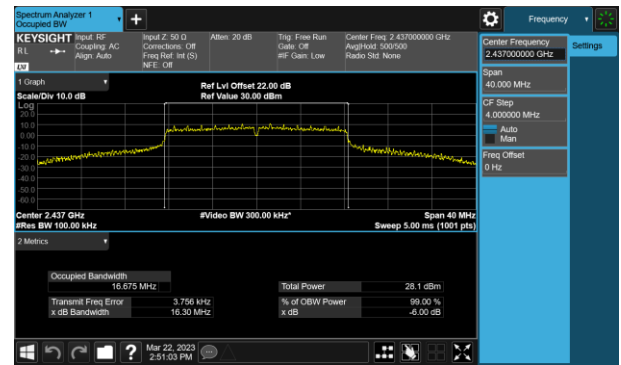 Spectrum Analyzer 1
Occupied BW
Frequency
KEYSIGHT
RL
LXI
Input: RF
Coupling: AC
Align: Auto
Input Z: 50 Ω
Corrections: Off
Freq Ref: Int (S)
NFE: Off
Atten: 20 dB
Trig: Free Run
Gate: Off
#IF Gain: Low
Center Freq: 2.437000000 GHz
Avg|Hold: 500/500
Radio Std: None
Center Frequency
2.437000000 GHz
Settings
Span
40.000 MHz
CF Step
4.000000 MHz
Auto
Man
Freq Offset
0 Hz
1 Graph
Scale/Div 10.0 dB
Ref Lvl Offset 22.00 dB
Ref Value 30.00 dBm
Log
20.0
10.0
0.00
-10.0
-20.0
-30.0
-40.0
-50.0
-60.0
Center 2.437 GHz
#Res BW 100.00 kHz
#Video BW 300.00 kHz*
Span 40 MHz
Sweep 5.00 ms (1001 pts)
2 Metrics
Occupied Bandwidth
16.675 MHz
Total Power 28.1 dBm
Transmit Freq Error 3.756 kHz
% of OBW Power 99.00 %
x dB Bandwidth 16.30 MHz
x dB -6.00 dB
?
Mar 22, 2023
2:51:03 PM